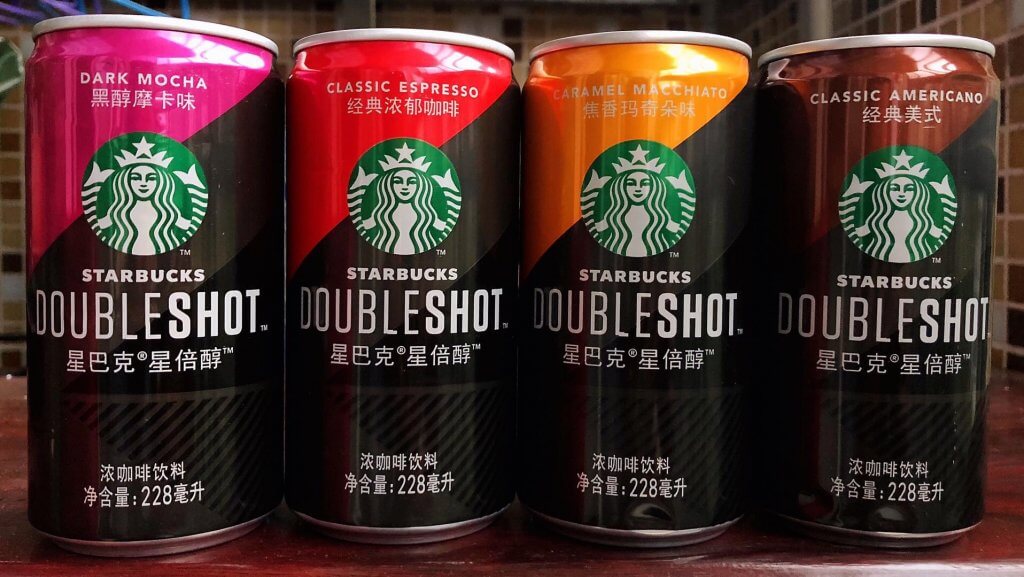 DARK MOCHA
黑醇摩卡味
TM
STARBUCKS
DOUBLESHOT™
星巴克®星倍醇™
浓咖啡饮料
净含量:228毫升
CLASSIC ESPRESSO
经典浓郁咖啡
TM
STARBUCKS
DOUBLESHOT™
星巴克®星倍醇™
浓咖啡饮料
净含量:228毫升
CARAMEL MACCHIATO
焦香玛奇朵味
TM
STARBUCKS
DOUBLESHOT™
星巴克®星倍醇™
浓咖啡饮料
净含量:228毫升
CLASSIC AMERICANO
经典美式
TM
STARBUCKS
DOUBLESHOT
星巴克®星倍醇™
浓咖啡饮料
净含量:228毫升